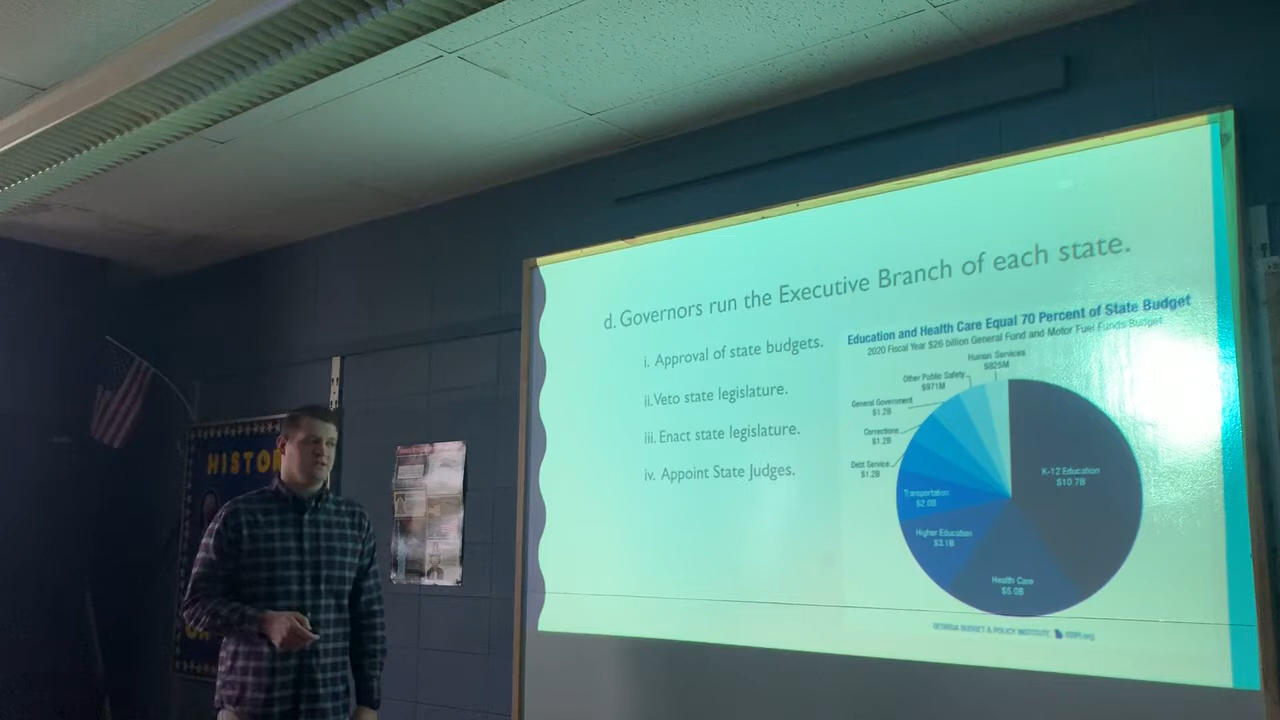 d. Governors run the Executive Branch of each state.
i. Approval of state budgets.
ii. Veto state legislature.
iii. Enact state legislature.
iv. Appoint State Judges.
Education and Health Care Equal 70 Percent of State Budget
2020 Fiscal Year $26 billion General Fund and Motor Fuel Funds Budget
Human Services
$825M
Other Public Safety
$971M
General Government
$1.2B
Corrections
$1.2B
Debt Service
$1.2B
Transportation
$2.0B
Higher Education
$3.1B
Health Care
$5.0B
K-12 Education
$10.7B
GEORGIA BUDGET & POLICY INSTITUTE
HISTO